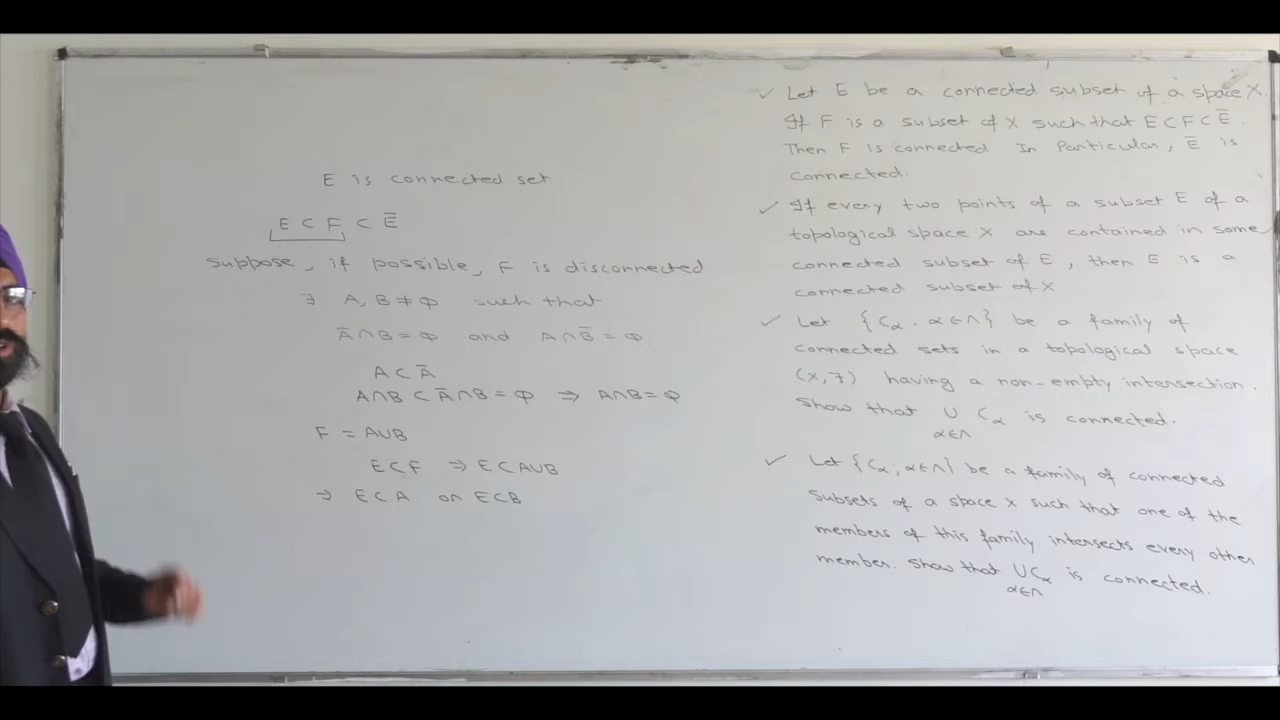 E is connected set
E ⊂ F ⊂ E̅
suppose, if possible, F is disconnected
∃ A, B ≠ Φ such that
A̅∩B = Φ and A∩B̅ = Φ
A ⊂ A̅
A∩B ⊂ A̅∩B = Φ ⇒ A∩B = Φ
F = A∪B
E ⊂ F ⇒ E ⊂ A∪B
⇒ E ⊂ A or E ⊂ B
✓ Let E be a connected subset of a space X.
If F is a subset of X such that E ⊂ F ⊂ E̅.
Then F is connected In Particular, E̅ is
connected.
✓ If every two points of a subset E of a
topological space X are contained in some
connected subset of E, then E is a
connected subset of X
✓ Let {Cα . α∈Λ} be a family of
connected sets in a topological space
(X, T) having a non-empty intersection.
Show that ∪ Cα is connected.
α∈Λ
✓ Let {Cα, α∈Λ} be a family of connected
subsets of a space X such that one of the
members of this family intersects every other
member. Show that ∪Cα is connected.
α∈Λ